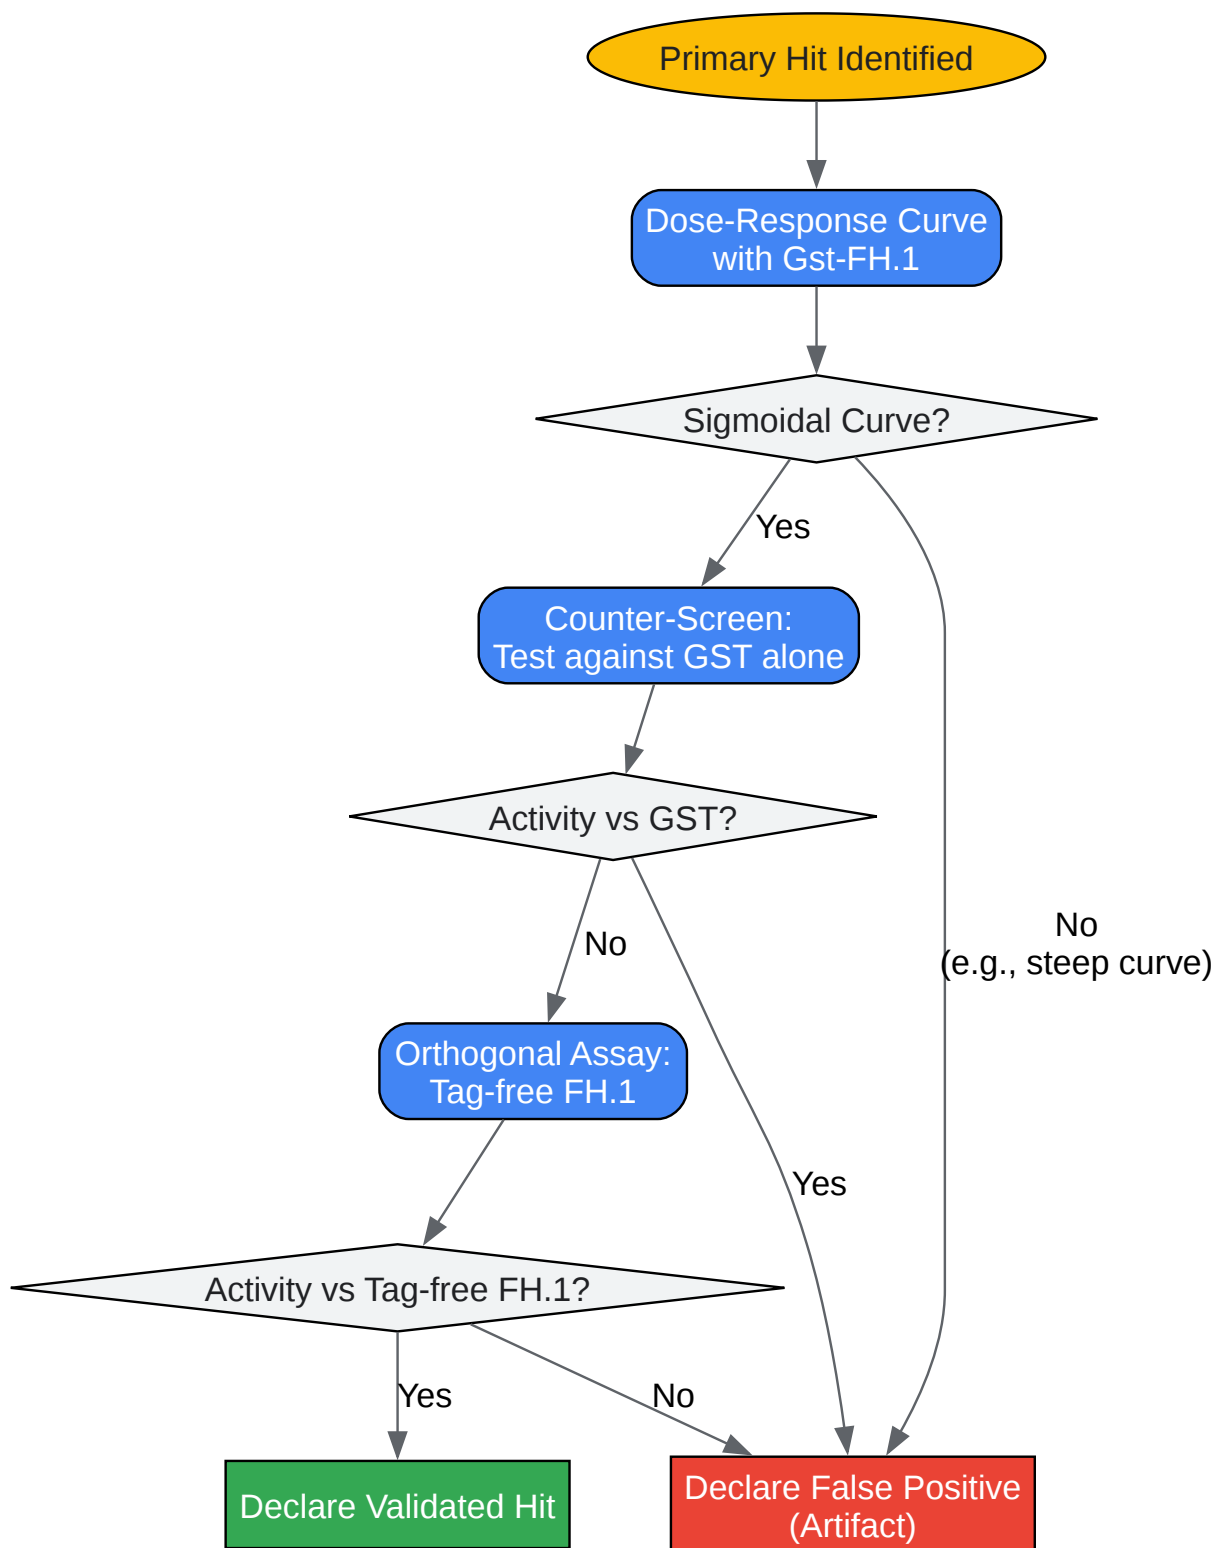 Primary Hit Identified
Dose-Response Curve
with Gst-FH.1
Sigmoidal Curve?
Yes
Counter-Screen:
Test against GST alone
Activity vs GST?
No
(e.g., steep curve)
No
Orthogonal Assay:
Tag-free FH.1
Yes
Activity vs Tag-free FH.1?
Yes
No
Declare Validated Hit
Declare False Positive
(Artifact)